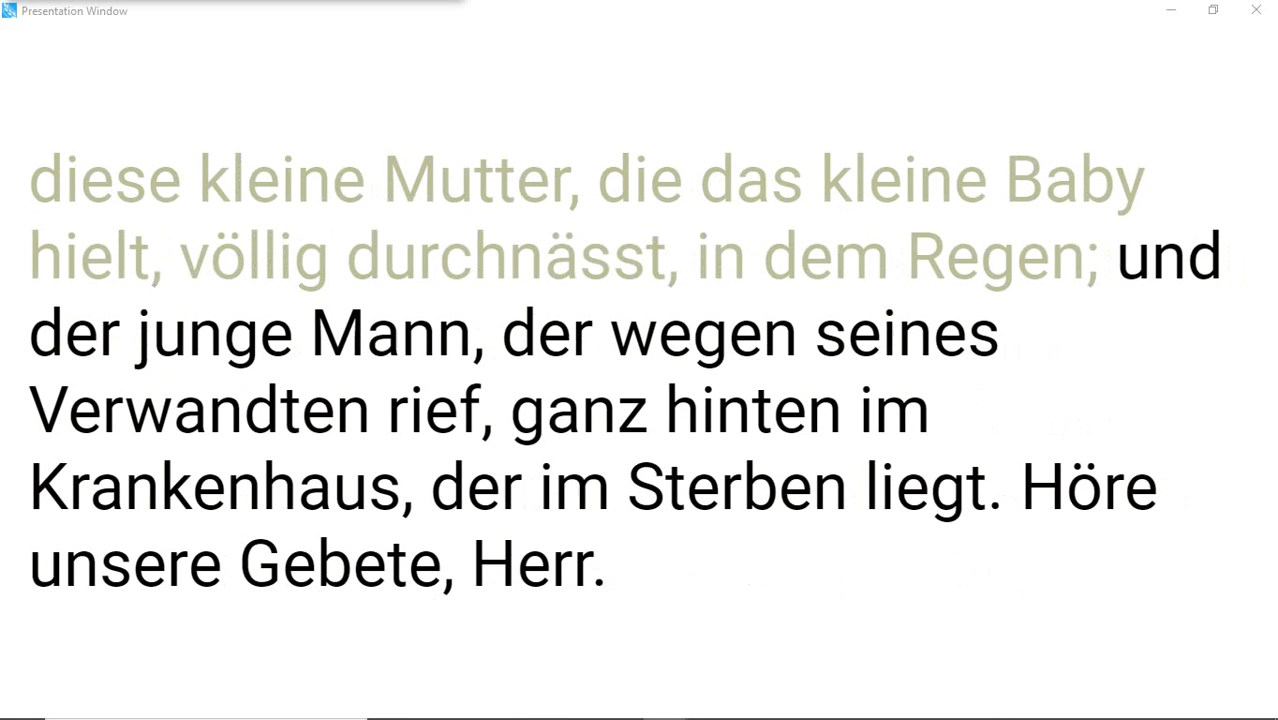 Presentation Window
diese kleine Mutter, die das kleine Baby
hielt, völlig durchnässt, in dem Regen; und
der junge Mann, der wegen seines
Verwandten rief, ganz hinten im
Krankenhaus, der im Sterben liegt. Höre
unsere Gebete, Herr.